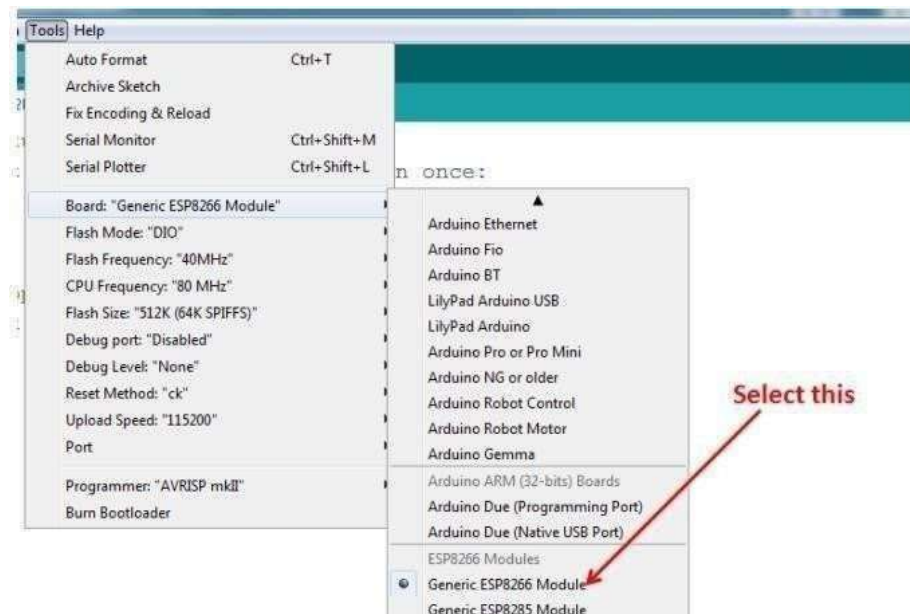 Tools Help
Auto Format Ctrl+T
Archive Sketch
Fix Encoding & Reload
Serial Monitor Ctrl+Shift+M
Serial Plotter Ctrl+Shift+L
n once:
Board: "Generic ESP8266 Module"
Flash Mode: "DIO"
Flash Frequency: "40MHz"
CPU Frequency: "80 MHz"
Flash Size: "512K (64K SPIFFS)"
Debug port: "Disabled"
Debug Level: "None"
Reset Method: "ck"
Upload Speed: "115200"
Port
Programmer: "AVRISP mkII"
Burn Bootloader
Arduino Ethernet
Arduino Fio
Arduino BT
LilyPad Arduino USB
LilyPad Arduino
Arduino Pro or Pro Mini
Arduino NG or older
Arduino Robot Control
Arduino Robot Motor
Arduino Gemma
Arduino ARM (32-bits) Boards
Arduino Due (Programming Port)
Arduino Due (Native USB Port)
ESP8266 Modules
Generic ESP8266 Module
Generic ESP8285 Module
Select this